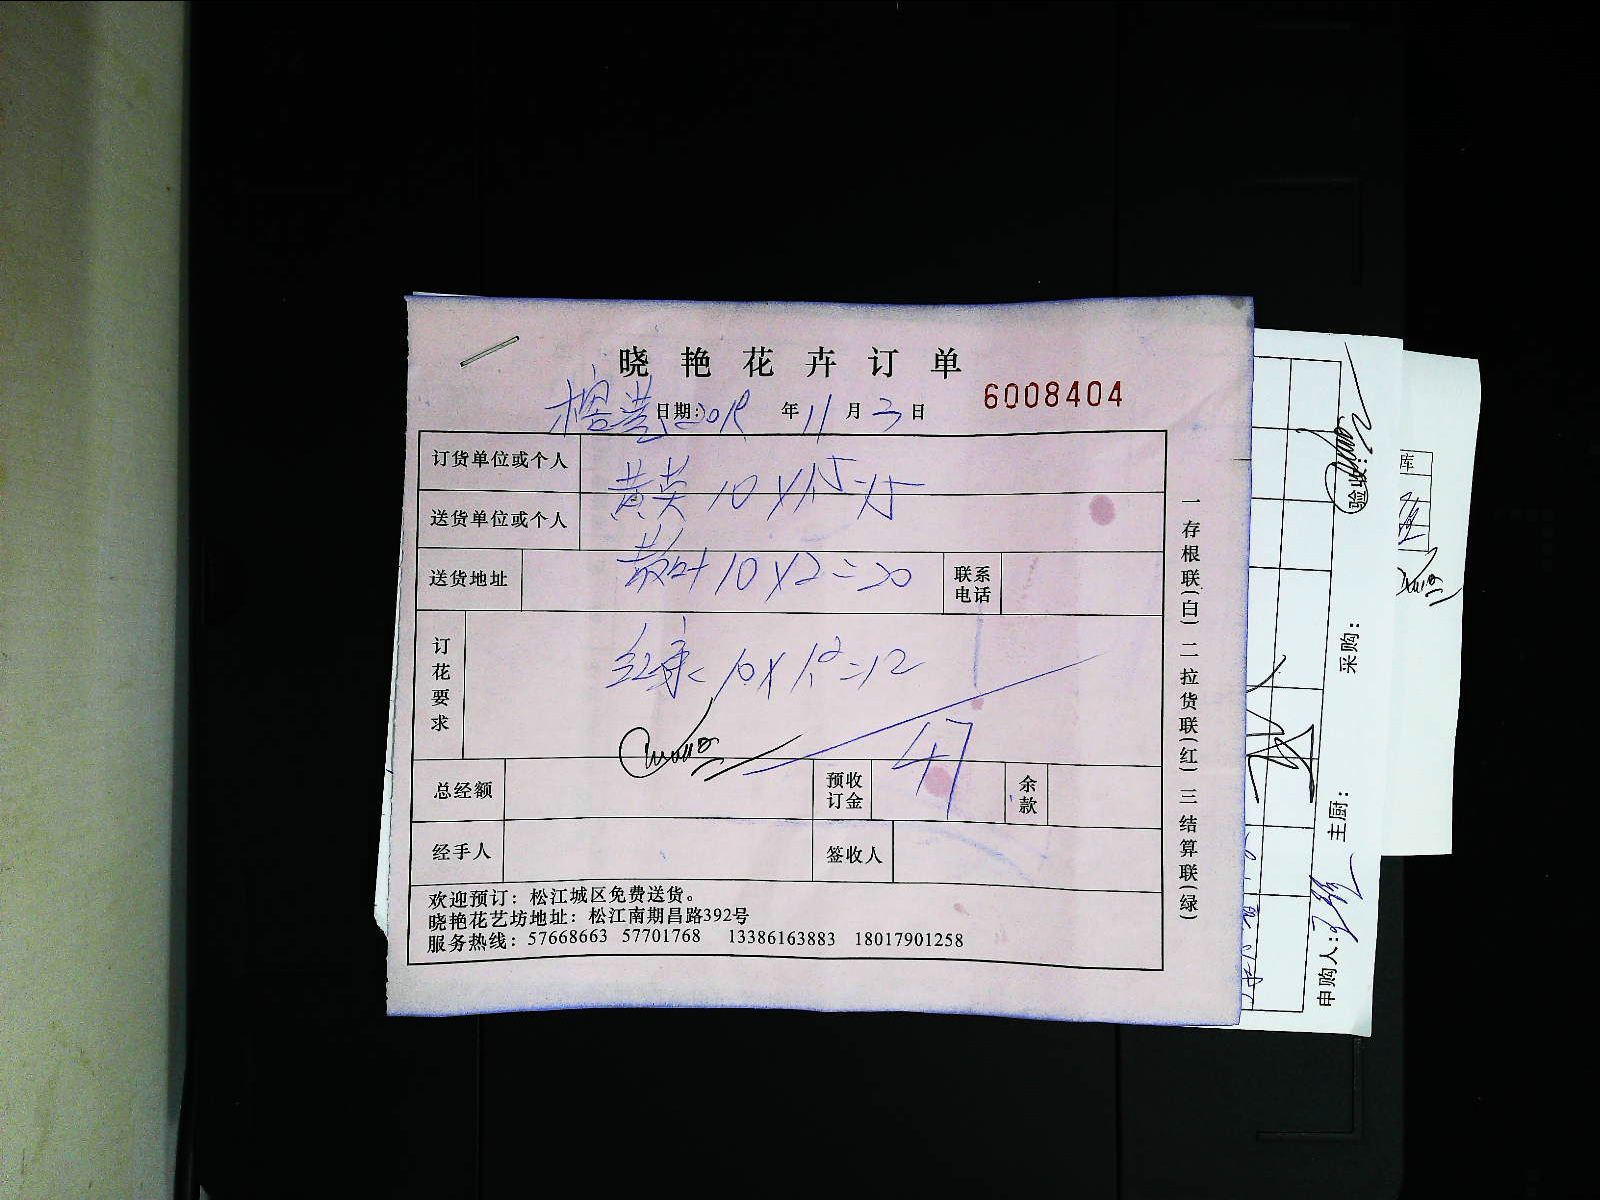 晓艳花卉订单
6008404
榕港 日期: 2019 年 11 月 3 日
订货单位或个人
黄英 10 X 1.5 = 15
送货单位或个人
送货地址
散叶 10 X 2 = 20
联系电话
订花要求
10 X 1.2 = 12
47
总经额
预收订金
余款
经手人
签收人
欢迎预订：松江城区免费送货。
晓艳花艺坊地址：松江南期昌路392号
服务热线：57668663 57701768 13386163883 18017901258
一存根联(白) 二拉货联(红) 三结算联(绿)
验收:
采购:
主厨:
申购人:
库